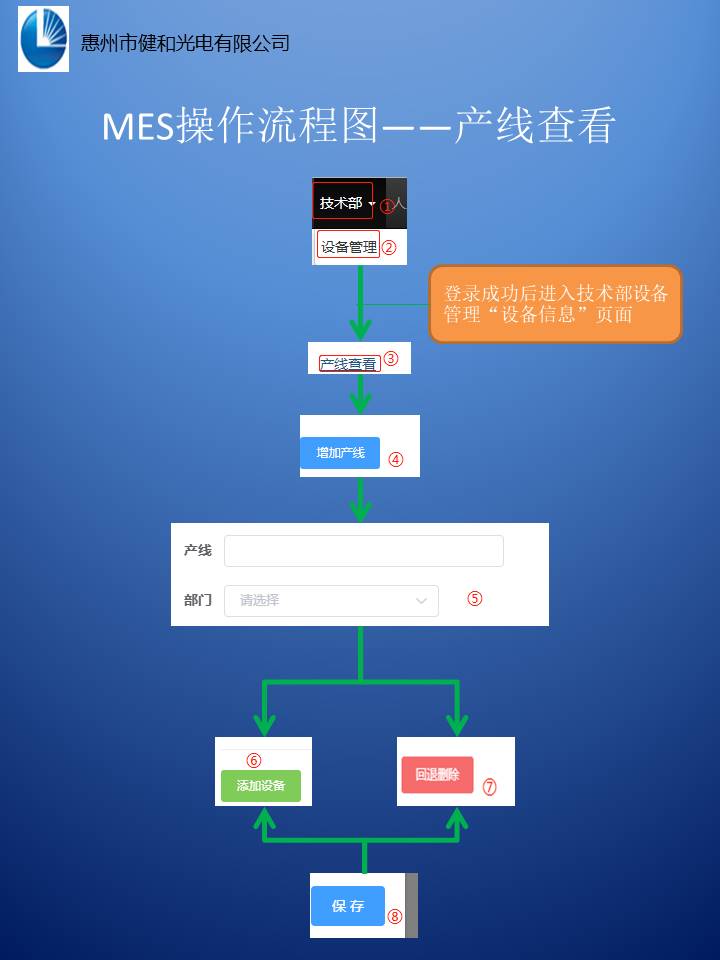 惠州市健和光电有限公司
MES操作流程图——产线查看
技术部 ① 人
设备管理 ②
登录成功后进入技术部设备
管理“设备信息”页面
产线查看 ③
增加产线 ④
产线
部门 请选择 ⑤
⑥
添加设备
回退删除 ⑦
保存 ⑧